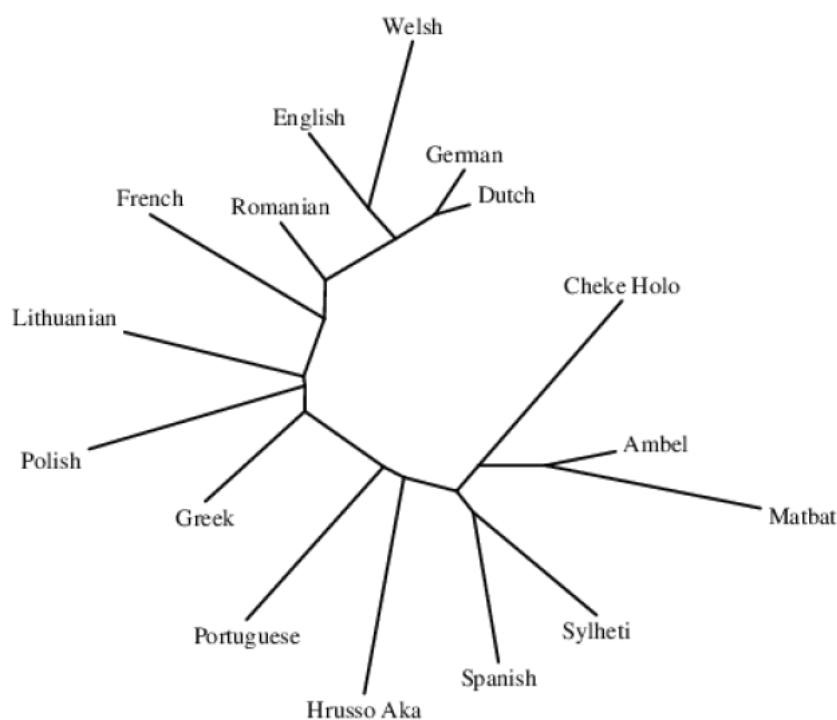 Welsh
English
German
Dutch
French
Romanian
Cheke Holo
Lithuanian
Ambel
Polish
Matbat
Greek
Sylheti
Portuguese
Spanish
Hrusso Aka